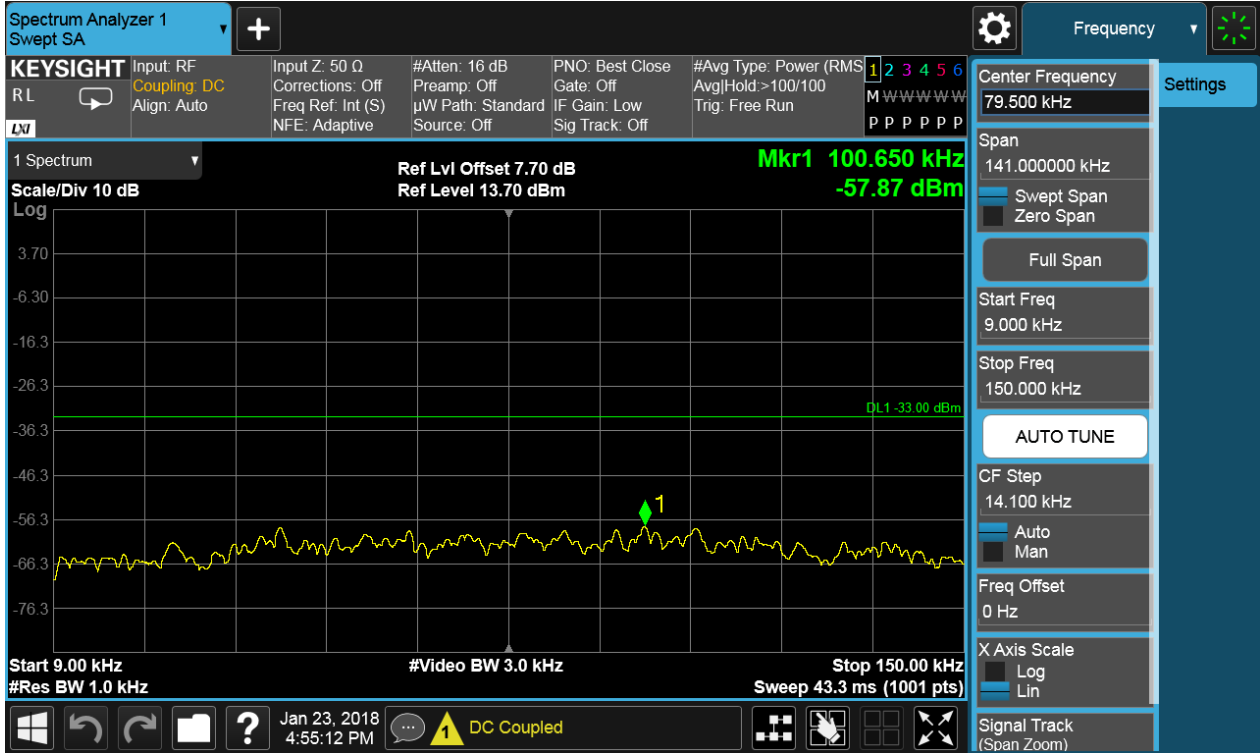 Spectrum Analyzer 1
Swept SA
+
Frequency
KEYSIGHT
R L
LXI
Input: RF
Coupling: DC
Align: Auto
Input Z: 50 Ω
Corrections: Off
Freq Ref: Int (S)
NFE: Adaptive
#Atten: 16 dB
Preamp: Off
µW Path: Standard
Source: Off
PNO: Best Close
Gate: Off
IF Gain: Low
Sig Track: Off
#Avg Type: Power (RMS
Avg|Hold:>100/100
Trig: Free Run
1 2 3 4 5 6
M W W W W W
P P P P P P
1 Spectrum
Scale/Div 10 dB
Ref Lvl Offset 7.70 dB
Ref Level 13.70 dBm
Mkr1 100.650 kHz
-57.87 dBm
Log
3.70
-6.30
-16.3
-26.3
DL1 -33.00 dBm
-36.3
-46.3
1
-56.3
-66.3
-76.3
Start 9.00 kHz
#Video BW 3.0 kHz
Stop 150.00 kHz
#Res BW 1.0 kHz
Sweep 43.3 ms (1001 pts)
Center Frequency
79.500 kHz
Settings
Span
141.000000 kHz
Swept Span
Zero Span
Full Span
Start Freq
9.000 kHz
Stop Freq
150.000 kHz
AUTO TUNE
CF Step
14.100 kHz
Auto
Man
Freq Offset
0 Hz
X Axis Scale
Log
Lin
Signal Track
(Span Zoom)
?
Jan 23, 2018
4:55:12 PM
1
DC Coupled